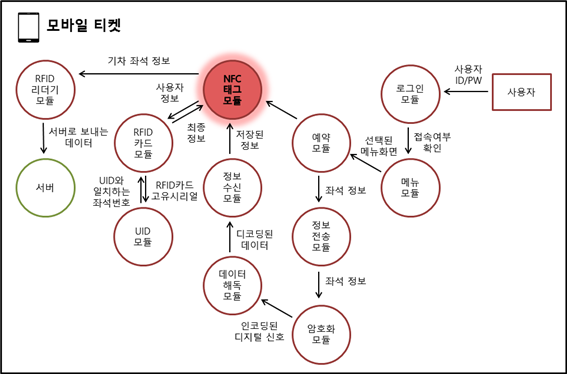 모바일 티켓
기차 좌석 정보
RFID
리더기
모듈
NFC
태그
모듈
로그인
모듈
사용자
ID/PW
사용자
사용자
정보
최종
정보
서버로 보내는
데이터
RFID
카드
모듈
저장된
정보
예약
모듈
선택된
메뉴화면
접속여부
확인
서버
UID와
일치하는
좌석번호
RFID카드
고유시리얼
정보
수신
모듈
좌석 정보
메뉴
모듈
UID
모듈
디코딩된
데이터
정보
전송
모듈
데이터
해독
모듈
좌석 정보
인코딩된
디지털 신호
암호화
모듈